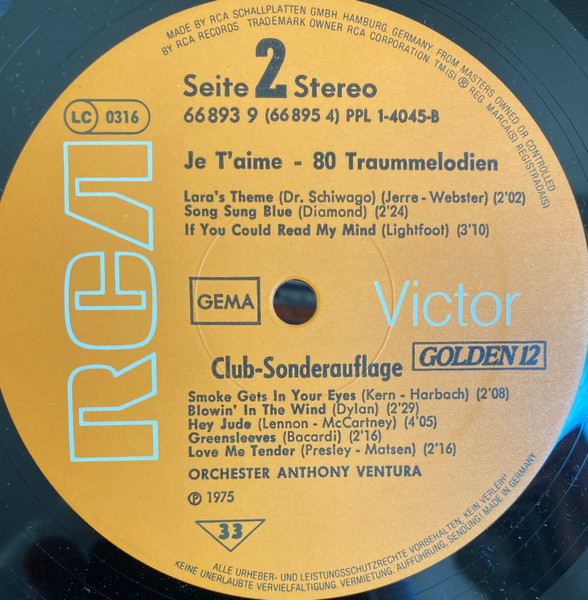 MADE BY RCA SCHALLPLATTEN GMBH, HAMBURG, GERMANY, FROM MASTERS OWNED OR CONTROLLED
BY RCA RECORDS TRADEMARK OWNER RCA CORPORATION. TM(S) ® REG. MARCA(S) REGISTRADA(S)
Seite 2 Stereo
LC 0316
66 893 9 (66 895 4) PPL 1-4045-B
Je T'aime - 80 Traummelodien
Lara's Theme (Dr. Schiwago) (Jerre - Webster) (2'02)
Song Sung Blue (Diamond) (2'24)
If You Could Read My Mind (Lightfoot) (3'10)
RCA
GEMA
Victor
Club-Sonderauflage
GOLDEN 12
Smoke Gets In Your Eyes (Kern - Harbach) (2'08)
Blowin' In The Wind (Dylan) (2'29)
Hey Jude (Lennon - McCartney) (4'05)
Greensleeves (Bacardi) (2'16)
Love Me Tender (Presley - Matsen) (2'16)
ORCHESTER ANTHONY VENTURA
℗ 1975
33
ALLE URHEBER- UND LEISTUNGSSCHUTZRECHTE VORBEHALTEN. KEIN VERLEIH!
KEINE UNERLAUBTE VERVIELFÄLTIGUNG, VERMIETUNG, AUFFÜHRUNG, SENDUNG! MADE IN GERMANY